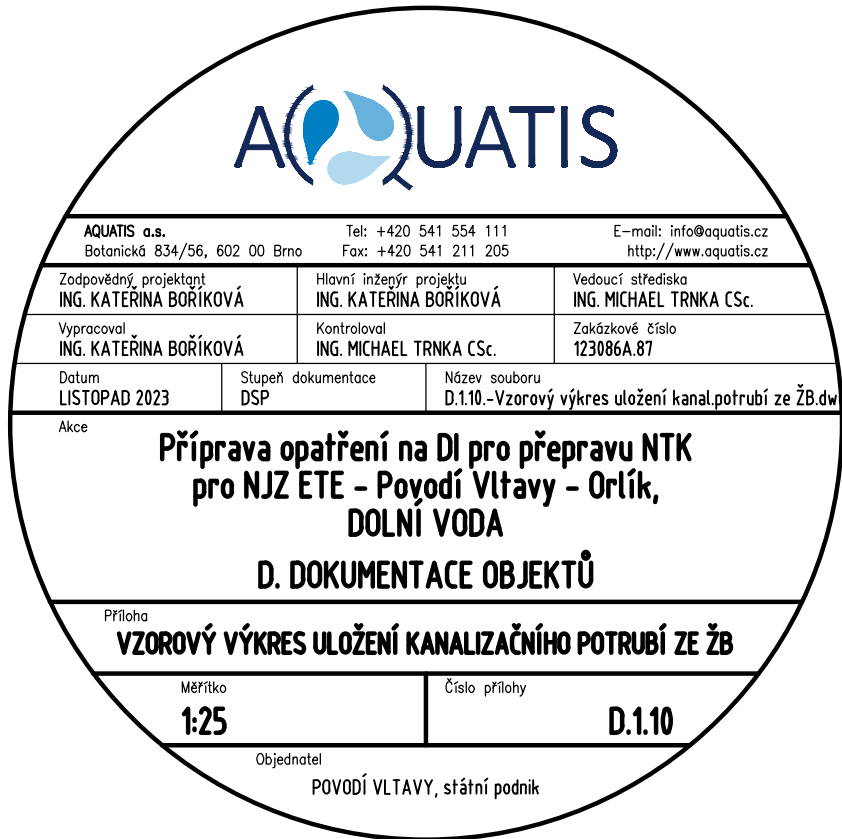 AQUATIS
AQUATIS a.s. Tel: +420 541 554 111 E-mail: info@aquatis.cz
Botanická 834/56, 602 00 Brno Fax: +420 541 211 205 http://www.aquatis.cz
Zodpovědný projektant Hlavní inženýr projektu Vedoucí střediska
ING. KATEŘINA BOŘÍKOVÁ ING. KATEŘINA BOŘÍKOVÁ ING. MICHAEL TRNKA CSc.
Vypracoval Kontroloval Zakázkové číslo
ING. KATEŘINA BOŘÍKOVÁ ING. MICHAEL TRNKA CSc. 123086A.87
Datum Stupeň dokumentace Název souboru
LISTOPAD 2023 DSP D.1.10.-Vzorový výkres uložení kanal.potrubí ze ŽB.dw
Akce
Příprava opatření na DI pro přepravu NTK
pro NJZ ETE - Povodí Vltavy - Orlík,
DOLNÍ VODA
D. DOKUMENTACE OBJEKTŮ
Příloha
VZOROVÝ VÝKRES ULOŽENÍ KANALIZAČNÍHO POTRUBÍ ZE ŽB
Měřítko Číslo přílohy
1:25 D.1.10
Objednatel
POVODÍ VLTAVY, státní podnik